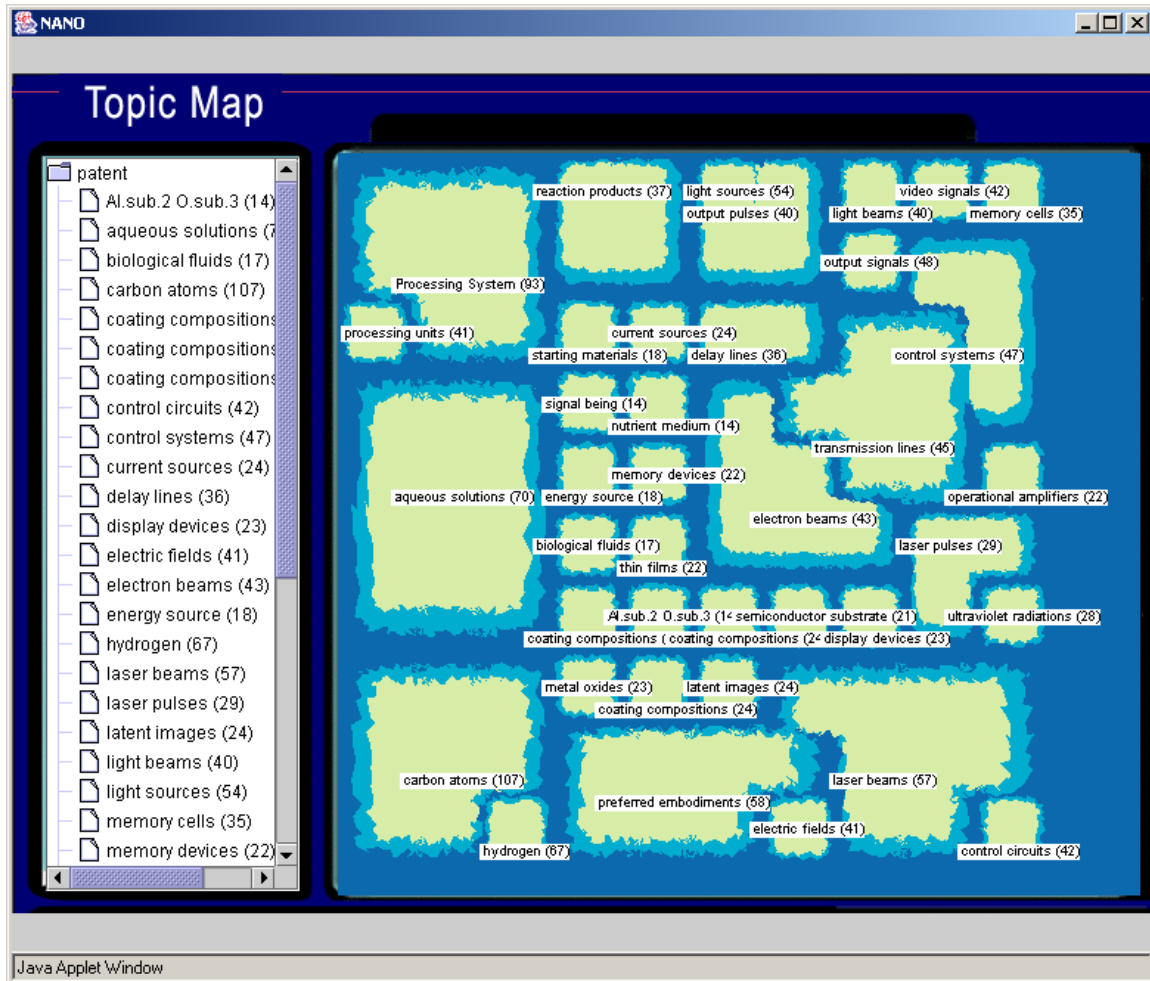 NANO
Topic Map
patent
Al.sub.2 O.sub.3 (14)
aqueous solutions (7
biological fluids (17)
carbon atoms (107)
coating compositions
coating compositions
coating compositions
control circuits (42)
control systems (47)
current sources (24)
delay lines (36)
display devices (23)
electric fields (41)
electron beams (43)
energy source (18)
hydrogen (67)
laser beams (57)
laser pulses (29)
latent images (24)
light beams (40)
light sources (54)
memory cells (35)
memory devices (22)
reaction products (37)
light sources (54)
video signals (42)
output pulses (40)
light beams (40)
memory cells (35)
output signals (48)
Processing System (93)
processing units (41)
current sources (24)
starting materials (18)
delay lines (36)
control systems (47)
signal being (14)
nutrient medium (14)
transmission lines (45)
memory devices (22)
aqueous solutions (70)
energy source (18)
operational amplifiers (22)
electron beams (43)
biological fluids (17)
laser pulses (29)
thin films (22)
Al.sub.2 O.sub.3 (14
semiconductor substrate (21)
ultraviolet radiations (28)
coating compositions (
coating compositions (24
display devices (23)
metal oxides (23)
latent images (24)
coating compositions (24)
carbon atoms (107)
laser beams (57)
preferred embodiments (58)
electric fields (41)
hydrogen (67)
control circuits (42)
Java Applet Window